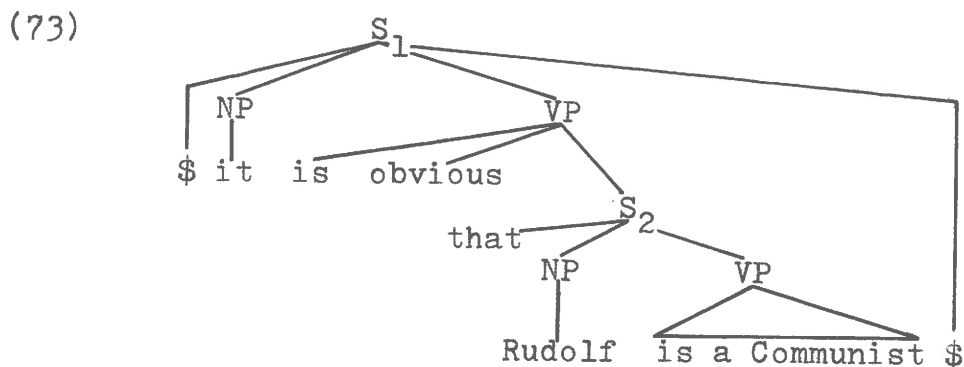 (73)
S1
NP VP
$ it is obvious
S2
that
NP VP
Rudolf is a Communist $